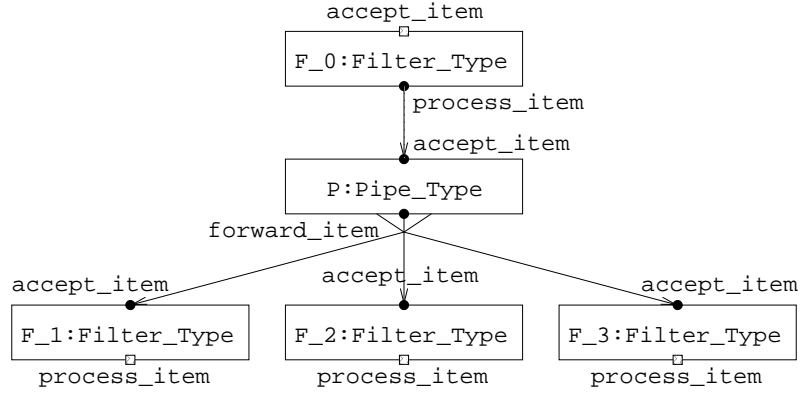 accept_item
F_0:Filter_Type
process_item
accept_item
P:Pipe_Type
forward_item
accept_item accept_item accept_item
F_1:Filter_Type F_2:Filter_Type F_3:Filter_Type
process_item process_item process_item